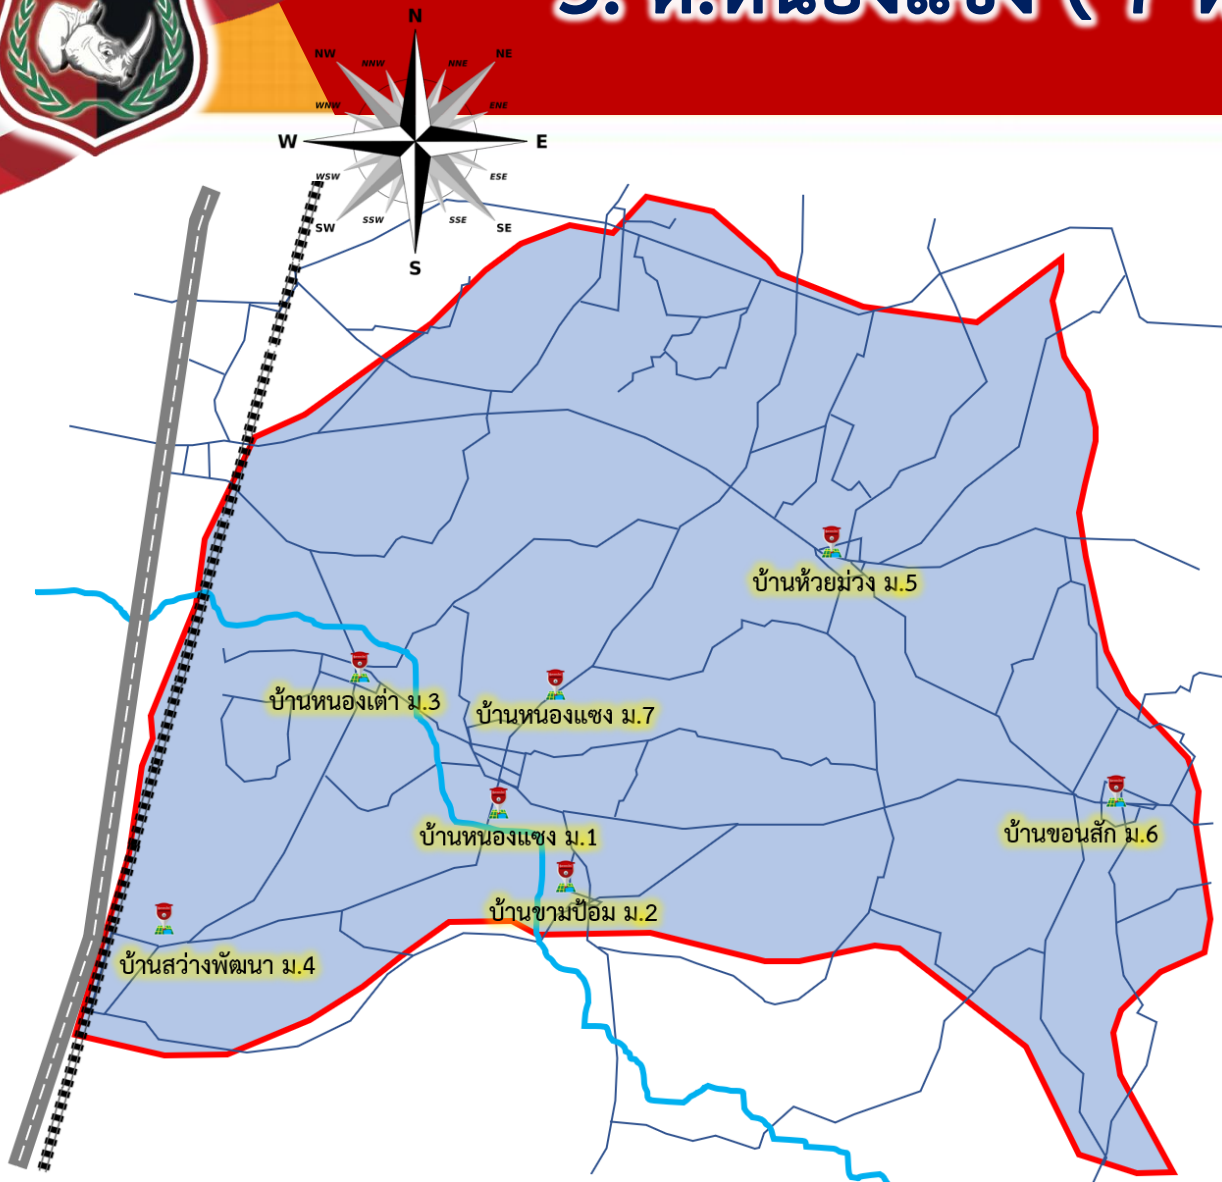 N
NNW
NNE
NW
NE
WNW
ENE
W
E
WSW
ESE
SSW
SSE
SW
SE
S
บ้านห้วยม่วง ม.5
บ้านหนองเต่า ม.3
บ้านหนองแซง ม.7
บ้านหนองแซง ม.1
บ้านขอนสัก ม.6
บ้านขามป้อม ม.2
บ้านสว่างพัฒนา ม.4